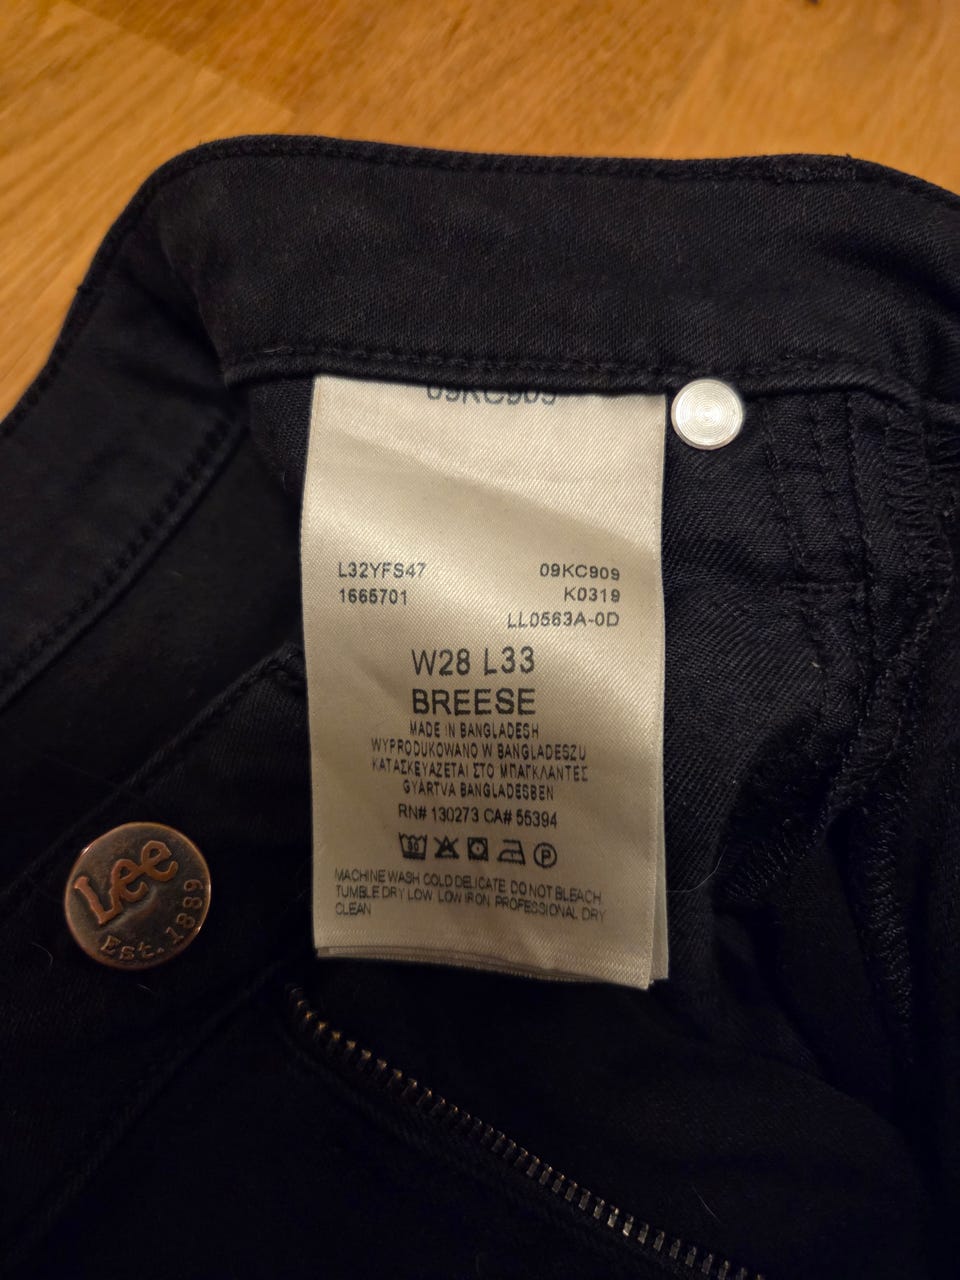 09KC909
L32YFS47 09KC909
1665701 K0319
LL0563A-0D
W28 L33
BREESE
MADE IN BANGLADESH
WYPRODUKOWANO W BANGLADESZU
ΚΑΤΑΣΚΕΥΑΖΕΤΑΙ ΣΤΟ ΜΠΑΓΚΛΑΝΤΕΣ
GYÁRTVA BANGLADESBEN
RN# 130273 CA# 55394
30 P
MACHINE WASH COLD DELICATE DO NOT BLEACH
TUMBLE DRY LOW LOW IRON PROFESSIONAL DRY
CLEAN
Lee
Est. 1889